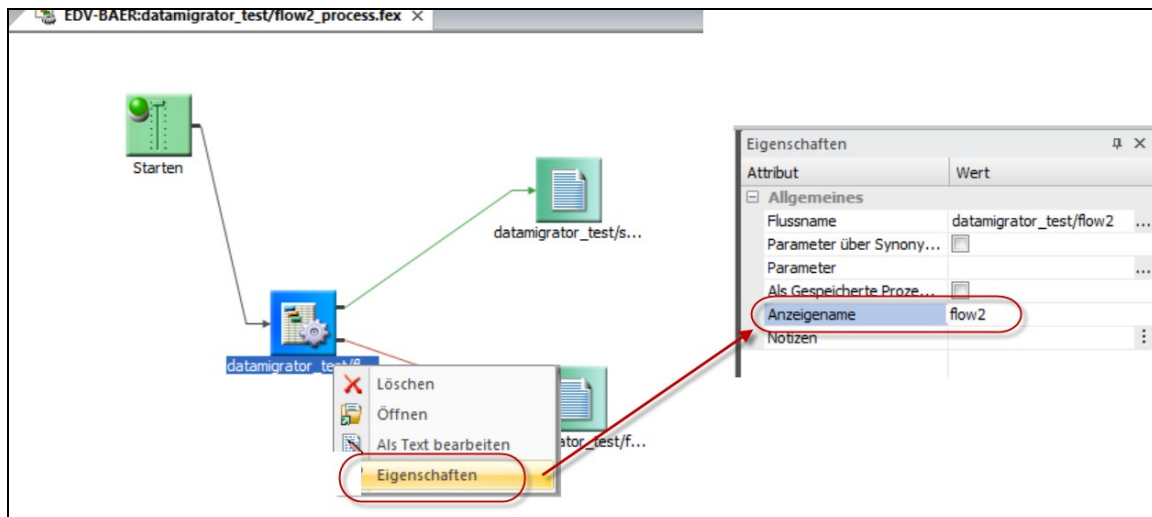 EDV-BAER:datamigrator_test/flow2_process.fex
Starten
datamigrator_test/s...
datamigrator_test/fl...
Löschen
Öffnen
Als Text bearbeiten
ator_test/f...
Eigenschaften
Eigenschaften
Attribut Wert
Allgemeines
Flussname datamigrator_test/flow2 ...
Parameter über Synony...
Parameter ...
Als Gespeicherte Proze...
Anzeigename flow2
Notizen